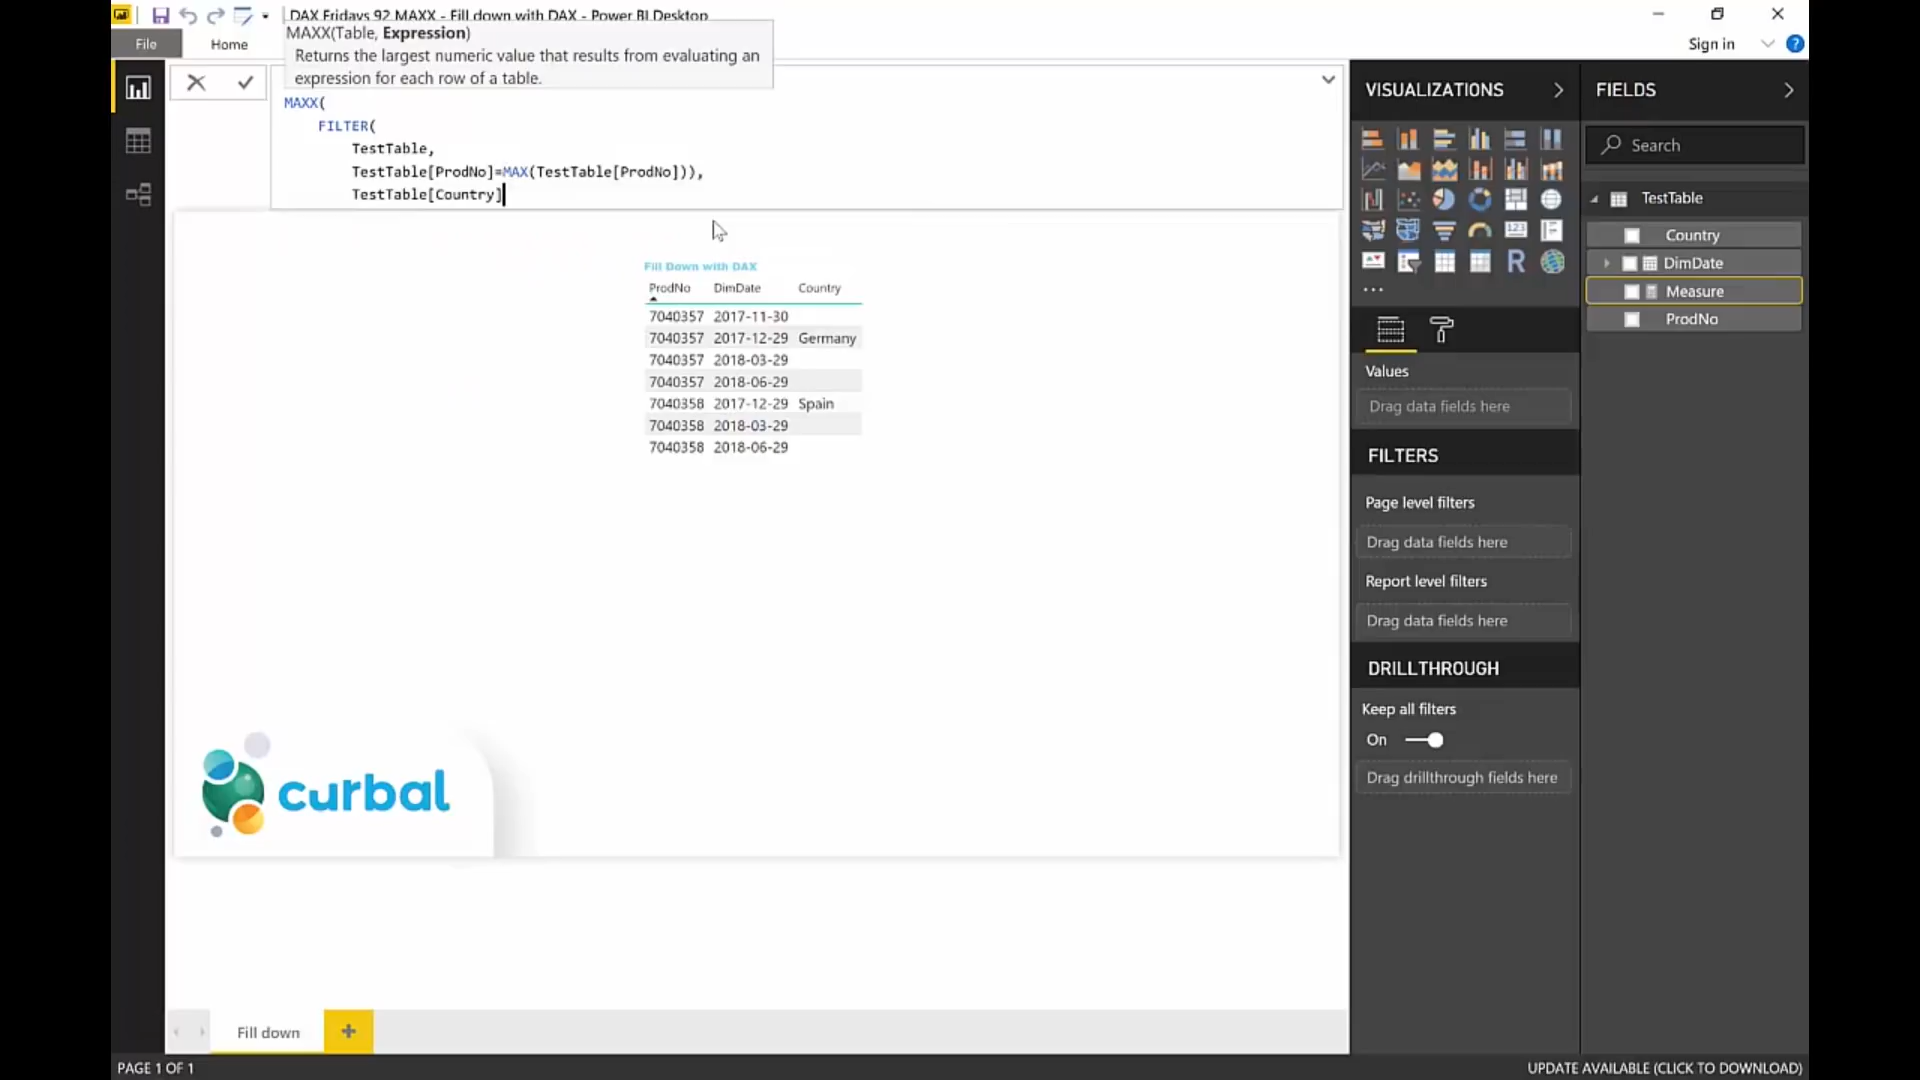 DAX Fridays 92 MAXX - Fill down with DAX - Power BI Desktop
File
Home
Sign in
MAXX(Table, Expression)
Returns the largest numeric value that results from evaluating an
expression for each row of a table.
MAXX(
FILTER(
TestTable,
TestTable[ProdNo]=MAX(TestTable[ProdNo])),
TestTable[Country]
Fill Down with DAX
ProdNo DimDate Country
7040357 2017-11-30
7040357 2017-12-29 Germany
7040357 2018-03-29
7040357 2018-06-29
7040358 2017-12-29 Spain
7040358 2018-03-29
7040358 2018-06-29
curbal
Fill down
PAGE 1 OF 1
VISUALIZATIONS
R
Values
Drag data fields here
FILTERS
Page level filters
Drag data fields here
Report level filters
Drag data fields here
DRILLTHROUGH
Keep all filters
On
Drag drillthrough fields here
FIELDS
Search
TestTable
Country
DimDate
Measure
ProdNo
UPDATE AVAILABLE (CLICK TO DOWNLOAD)